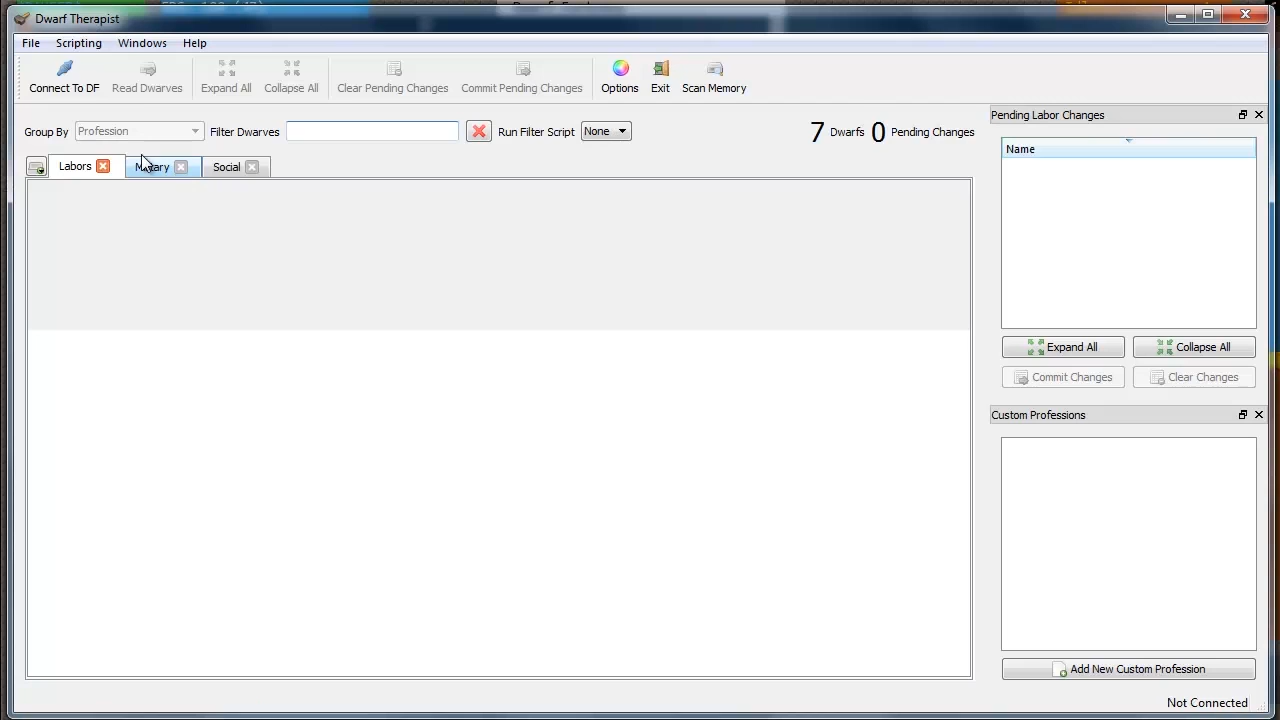 Dwarf Therapist
File Scripting Windows Help
Connect To DF Read Dwarves Expand All Collapse All Clear Pending Changes Commit Pending Changes Options Exit Scan Memory
Group By Profession Filter Dwarves Run Filter Script None 7 Dwarfs 0 Pending Changes
Labors Social
Pending Labor Changes
Name
Expand All Collapse All
Commit Changes Clear Changes
Custom Professions
Add New Custom Profession
Not Connected